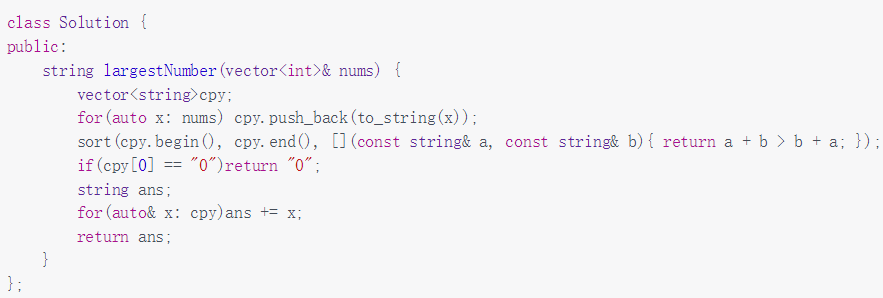 class Solution {
public:
    string largestNumber(vector<int>& nums) {
        vector<string>cpy;
        for(auto x: nums) cpy.push_back(to_string(x));
        sort(cpy.begin(), cpy.end(), [](const string& a, const string& b){ return a + b > b + a; });
        if(cpy[0] == "0")return "0";
        string ans;
        for(auto& x: cpy)ans += x;
        return ans;
    }
};